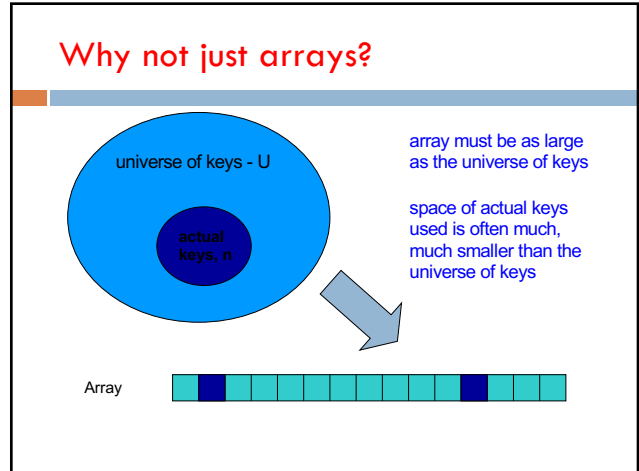 Why not just arrays?
universe of keys - U
actual
keys, n
array must be as large
as the universe of keys
space of actual keys
used is often much,
much smaller than the
universe of keys
Array